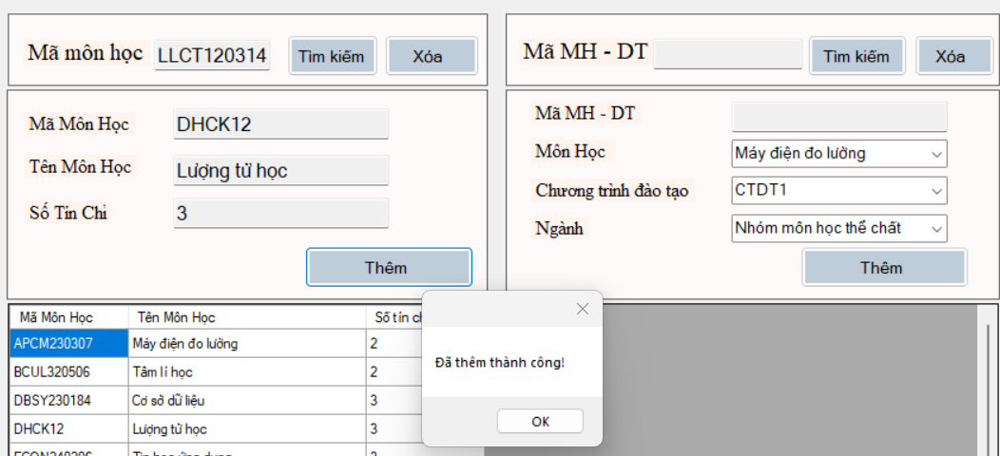 Mã môn học LLCT120314 Tìm kiếm Xóa
Mã MH - DT Tìm kiếm Xóa
Mã Môn Học DHCK12
Tên Môn Học Lượng tử học
Số Tín Chỉ 3
Thêm
Mã MH - DT
Môn Học Máy điện đo lường
Chương trình đào tạo CTDT1
Ngành Nhóm môn học thể chất
Thêm
Mã Môn Học Tên Môn Học Số tín
APCM230307 Máy điện đo lường 2
BCUL320506 Tâm lí học 2
DBSY230184 Cơ sở dữ liệu 3
DHCK12 Lượng tử học 3
Đã thêm thành công!
OK